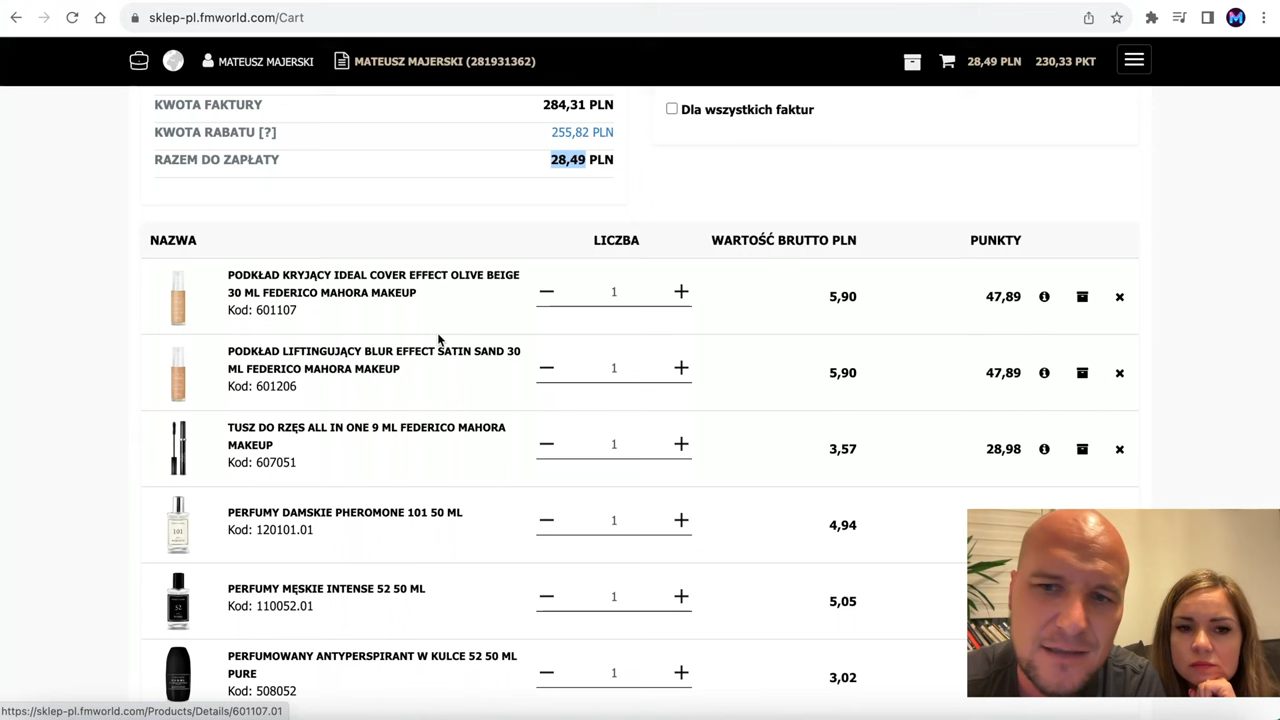 sklep-pl.fmworld.com/Cart
MATEUSZ MAJERSKI
MATEUSZ MAJERSKI (281931362)
28,49 PLN
230,33 PKT
KWOTA FAKTURY 284,31 PLN
KWOTA RABATU [?] 255,82 PLN
RAZEM DO ZAPŁATY 28,49 PLN
Dla wszystkich faktur
NAZWA LICZBA WARTOŚĆ BRUTTO PLN PUNKTY
PODKŁAD KRYJĄCY IDEAL COVER EFFECT OLIVE BEIGE
30 ML FEDERICO MAHORA MAKEUP
Kod: 601107
1
5,90
47,89
PODKŁAD LIFTINGUJĄCY BLUR EFFECT SATIN SAND 30
ML FEDERICO MAHORA MAKEUP
Kod: 601206
1
5,90
47,89
TUSZ DO RZĘS ALL IN ONE 9 ML FEDERICO MAHORA
MAKEUP
Kod: 607051
1
3,57
28,98
PERFUMY DAMSKIE PHEROMONE 101 50 ML
Kod: 120101.01
1
4,94
PERFUMY MĘSKIE INTENSE 52 50 ML
Kod: 110052.01
1
5,05
PERFUMOWANY ANTYPERSPIRANT W KULCE 52 50 ML
PURE
Kod: 508052
1
3,02
https://sklep-pl.fmworld.com/Products/Details/601107.01